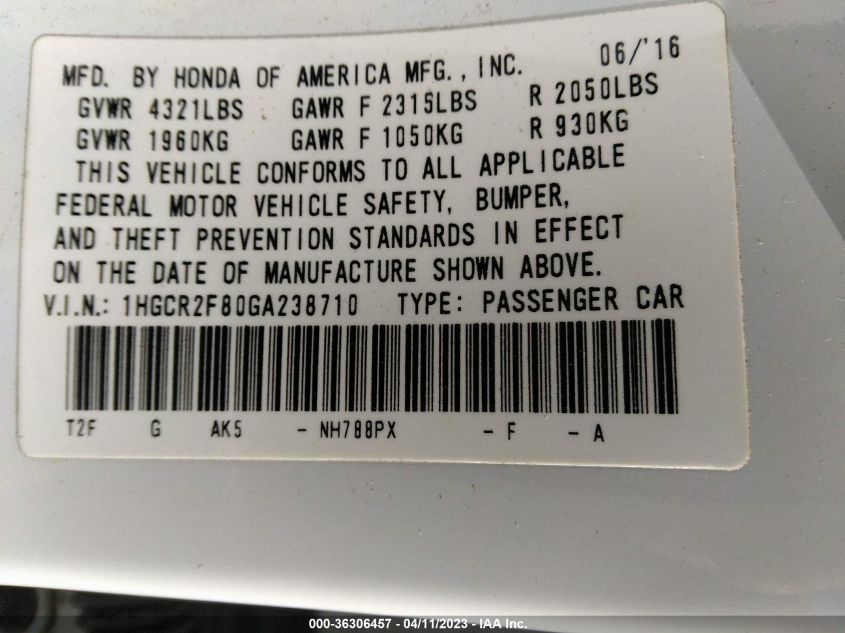 MFD. BY HONDA OF AMERICA MFG., INC. 06/'16
GVWR 4321LBS GAWR F 2315LBS R 2050LBS
GVWR 1960KG GAWR F 1050KG R 930KG
THIS VEHICLE CONFORMS TO ALL APPLICABLE
FEDERAL MOTOR VEHICLE SAFETY, BUMPER,
AND THEFT PREVENTION STANDARDS IN EFFECT
ON THE DATE OF MANUFACTURE SHOWN ABOVE.
V.I.N.: 1HGCR2F80GA238710 TYPE: PASSENGER CAR
T2F G AK5 - NH788PX - F - A
000-36306457 - 04/11/2023 - IAA Inc.